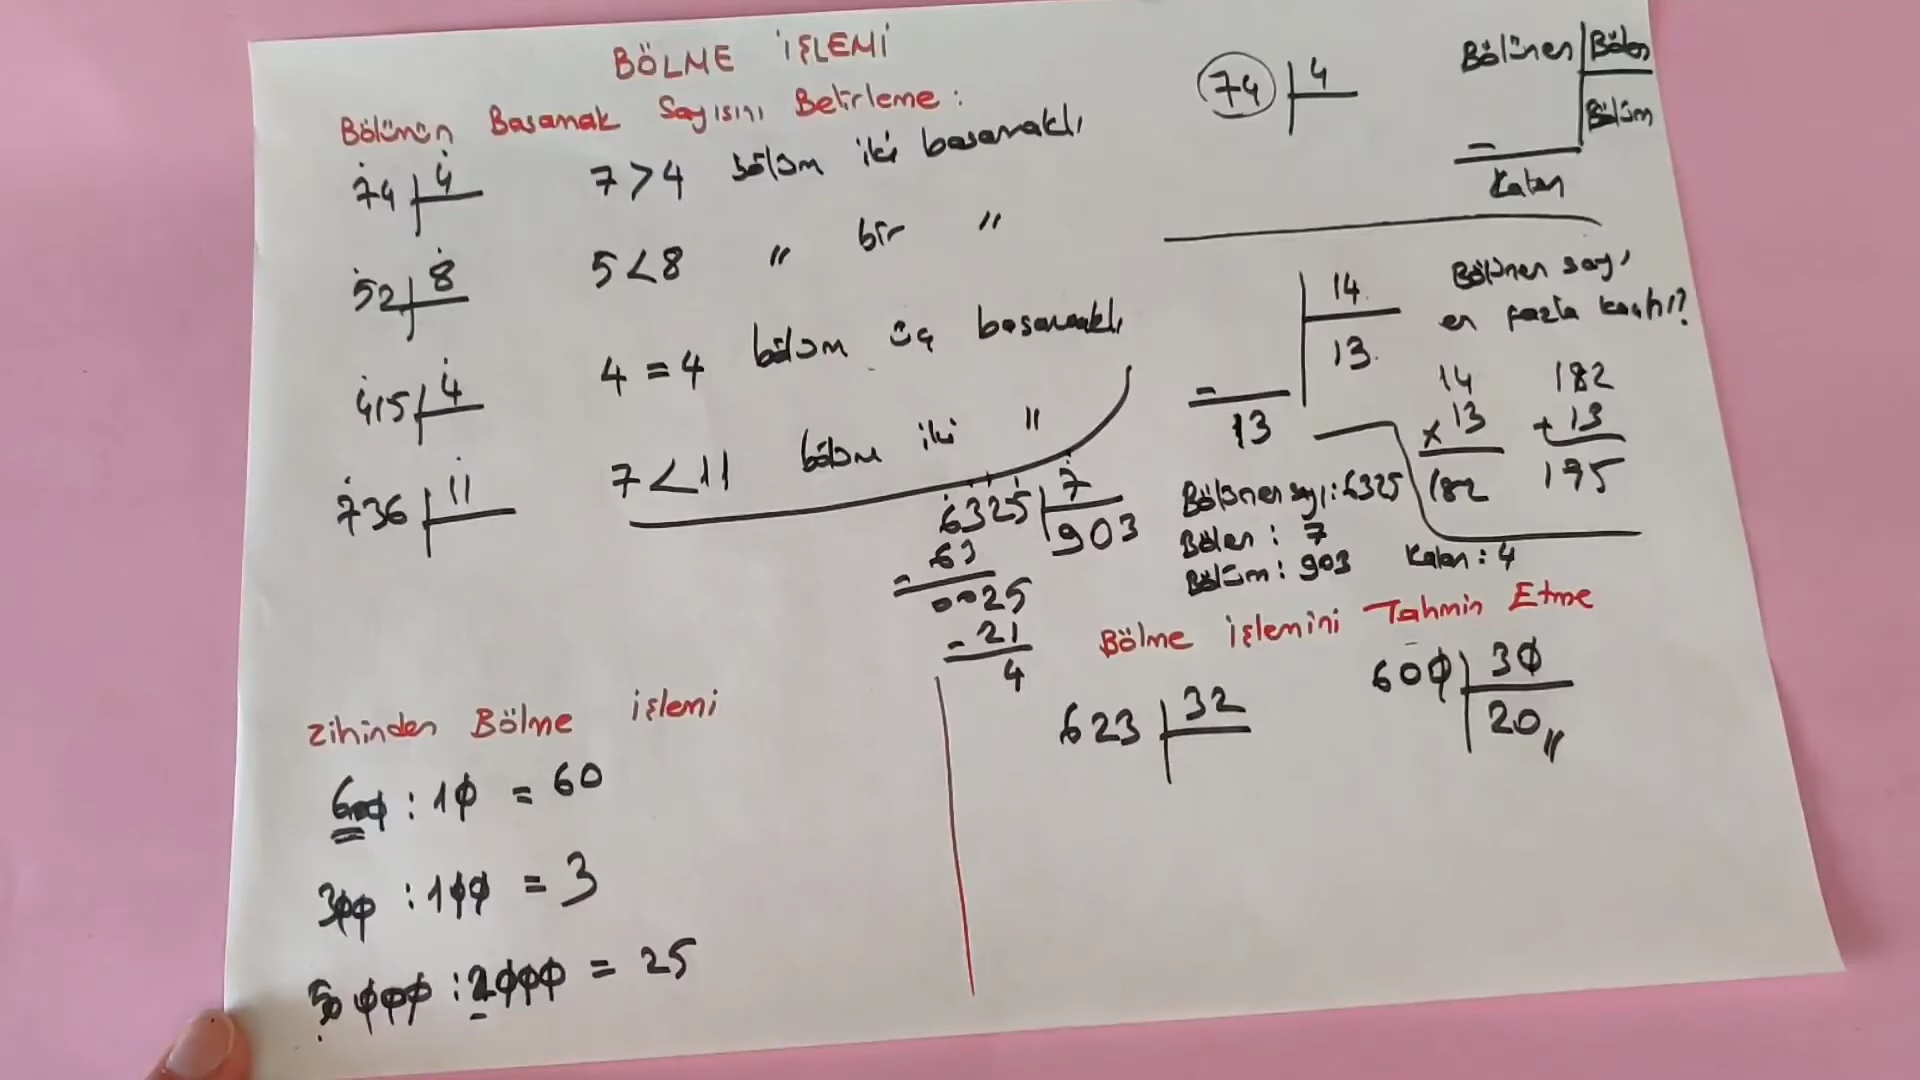 BÖLME İŞLEMİ
Bölümün Basamak Sayısını Belirleme:
74 4 7>4 bölüm iki basamaklı
52 8 5<8 " bir "
415 4 4=4 bölüm üç basamaklı
736 11 7<11 bölüm iki "
74 4
Bölünen Bölen
Bölüm
-
Kalan
14
13
-
13
Bölünen sayı
en fazla kaçtır?
14
x 13
182
182
+ 13
195
6325 7
903
- 63
0025
- 21
4
Bölünen sayı: 6325
Bölen: 7
Bölüm: 903 Kalan: 4
Zihinden Bölme işlemi
600 : 10 = 60
300 : 100 = 3
50 000 : 2000 = 25
Bölme işlemini Tahmin Etme
623 32
600 30
20 "